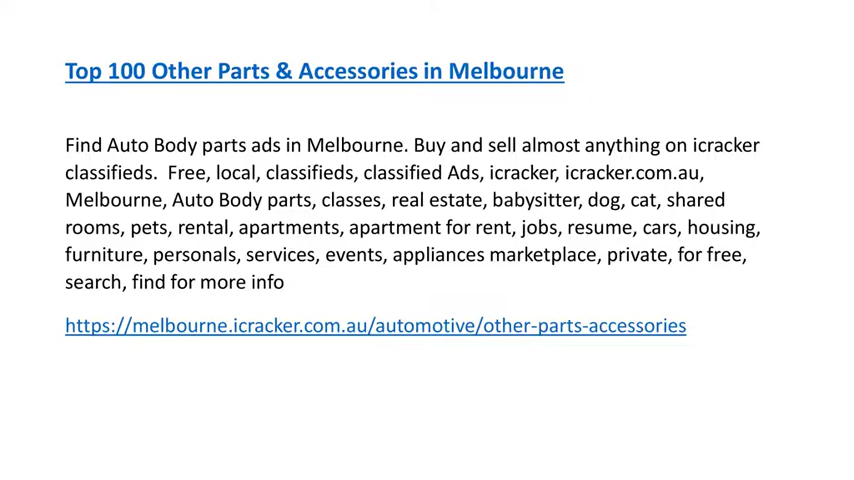 Top 100 Other Parts & Accessories in Melbourne
Find Auto Body parts ads in Melbourne. Buy and sell almost anything on icracker
classifieds.  Free, local, classifieds, classified Ads, icracker, icracker.com.au,
Melbourne, Auto Body parts, classes, real estate, babysitter, dog, cat, shared
rooms, pets, rental, apartments, apartment for rent, jobs, resume, cars, housing,
furniture, personals, services, events, appliances marketplace, private, for free,
search, find for more info
https://melbourne.icracker.com.au/automotive/other-parts-accessories